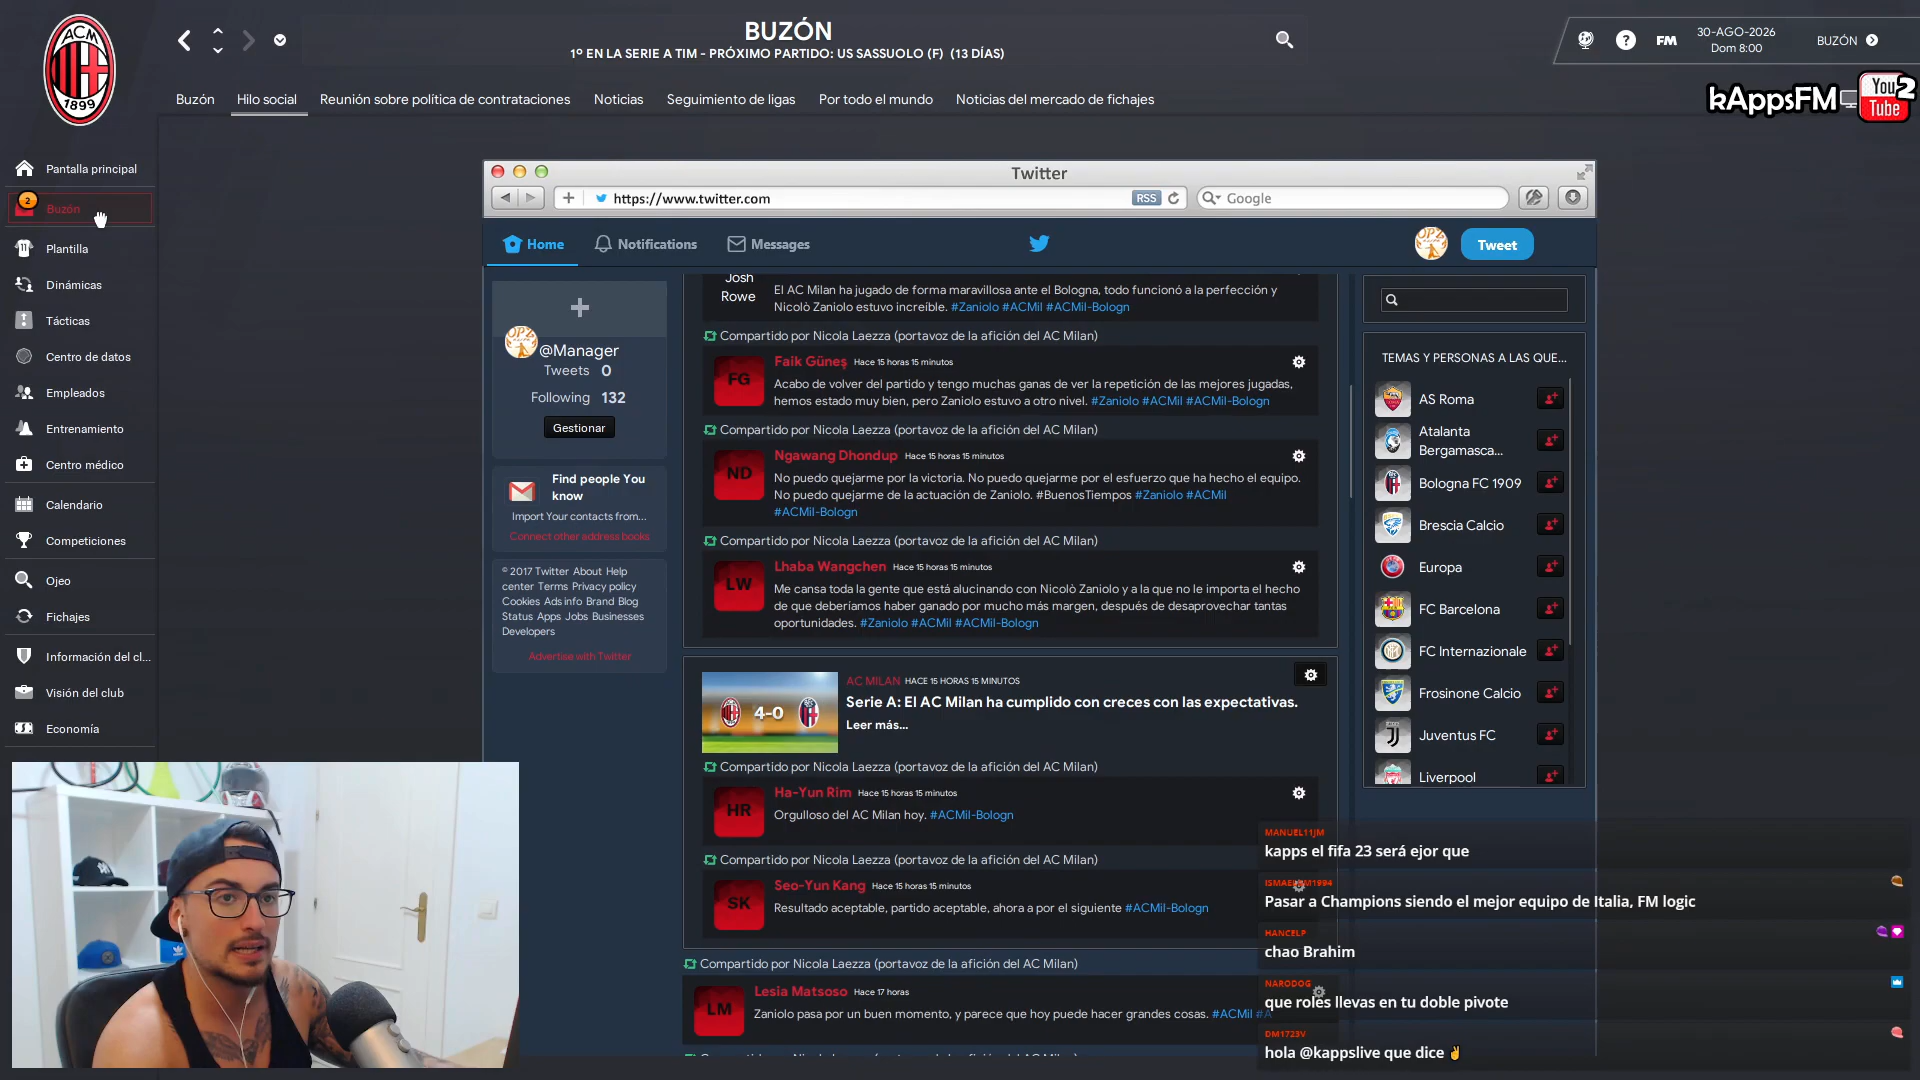 ACM
1899
BUZÓN
1º EN LA SERIE A TIM - PRÓXIMO PARTIDO: US SASSUOLO (F) (13 DÍAS)
?
FM
30-AGO-2026
Dom 8:00
BUZÓN
Buzón
Hilo social
Reunión sobre política de contrataciones
Noticias
Seguimiento de ligas
Por todo el mundo
Noticias del mercado de fichajes
kAppsFM
You2
Tube
Pantalla principal
2
Buzón
Plantilla
Dinámicas
Tácticas
Centro de datos
Empleados
Entrenamiento
Centro médico
Calendario
Competiciones
Ojeo
Fichajes
Información del cl...
Visión del club
Economía
Twitter
https://www.twitter.com
RSS
Google
Home
Notifications
Messages
Tweet
@Manager
Tweets 0
Following 132
Gestionar
Find people You
know
Import Your contacts from...
Connect other address books
© 2017 Twitter About Help
center Terms Privacy policy
Cookies Ads info Brand Blog
Status Apps Jobs Businesses
Developers
Advertise with Twitter
Josh
Rowe
El AC Milan ha jugado de forma maravillosa ante el Bologna, todo funcionó a la perfección y
Nicolò Zaniolo estuvo increíble. #Zaniolo #ACMil #ACMil-Bologn
Compartido por Nicola Laezza (portavoz de la afición del AC Milan)
FG
Faik Güneş Hace 15 horas 15 minutos
Acabo de volver del partido y tengo muchas ganas de ver la repetición de las mejores jugadas,
hemos estado muy bien, pero Zaniolo estuvo a otro nivel. #Zaniolo #ACMil #ACMil-Bologn
Compartido por Nicola Laezza (portavoz de la afición del AC Milan)
ND
Ngawang Dhondup Hace 15 horas 15 minutos
No puedo quejarme por la victoria. No puedo quejarme por el esfuerzo que ha hecho el equipo.
No puedo quejarme de la actuación de Zaniolo. #BuenosTiempos #Zaniolo #ACMil
#ACMil-Bologn
Compartido por Nicola Laezza (portavoz de la afición del AC Milan)
LW
Lhaba Wangchen Hace 15 horas 15 minutos
Me cansa toda la gente que está alucinando con Nicolò Zaniolo y a la que no le importa el hecho
de que deberíamos haber ganado por mucho más margen, después de desaprovechar tantas
oportunidades. #Zaniolo #ACMil #ACMil-Bologn
4-0
AC MILAN HACE 15 HORAS 15 MINUTOS
Serie A: El AC Milan ha cumplido con creces con las expectativas.
Leer más...
Compartido por Nicola Laezza (portavoz de la afición del AC Milan)
HR
Ha-Yun Rim Hace 15 horas 15 minutos
Orgulloso del AC Milan hoy. #ACMil-Bologn
Compartido por Nicola Laezza (portavoz de la afición del AC Milan)
SK
Seo-Yun Kang Hace 15 horas 15 minutos
Resultado aceptable, partido aceptable, ahora a por el siguiente #ACMil-Bologn
Compartido por Nicola Laezza (portavoz de la afición del AC Milan)
LM
Lesia Matsoso Hace 17 horas
Zaniolo pasa por un buen momento, y parece que hoy puede hacer grandes cosas. #ACMil #A
TEMAS Y PERSONAS A LAS QUE...
AS Roma
Atalanta
Bergamasca...
Bologna FC 1909
Brescia Calcio
Europa
FC Barcelona
FC Internazionale
Frosinone Calcio
Juventus FC
Liverpool
MANUEL11JM
kapps el fifa 23 será ejor que
Pasar a Champions siendo el mejor equipo de Italia, FM logic
HANCELP
chao Brahim
NARODOG
que roles llevas en tu doble pivote
DM1723V
hola @kappslive que dice